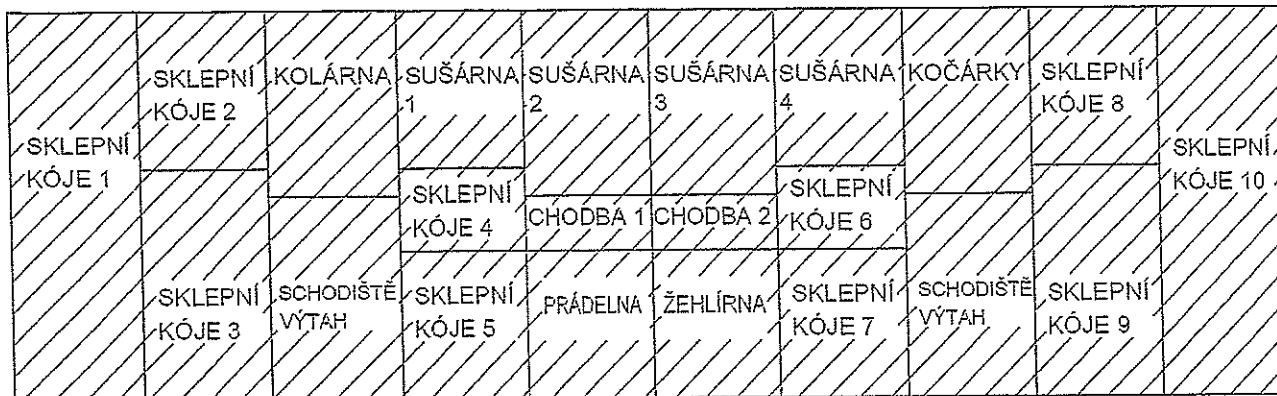 SKLEPNÍ
KÓJE 1
SKLEPNÍ
KÓJE 2
SKLEPNÍ
KÓJE 3
KOLÁRNA
SCHODIŠTĚ
VÝTAH
SUŠÁRNA
1
SKLEPNÍ
KÓJE 4
SKLEPNÍ
KÓJE 5
SUŠÁRNA
2
CHODBA 1
PRÁDELNA
SUŠÁRNA
3
CHODBA 2
ŽEHLÍRNA
SUŠÁRNA
4
SKLEPNÍ
KÓJE 6
SKLEPNÍ
KÓJE 7
KOČÁRKY
SCHODIŠTĚ
VÝTAH
SKLEPNÍ
KÓJE 8
SKLEPNÍ
KÓJE 9
SKLEPNÍ
KÓJE 10